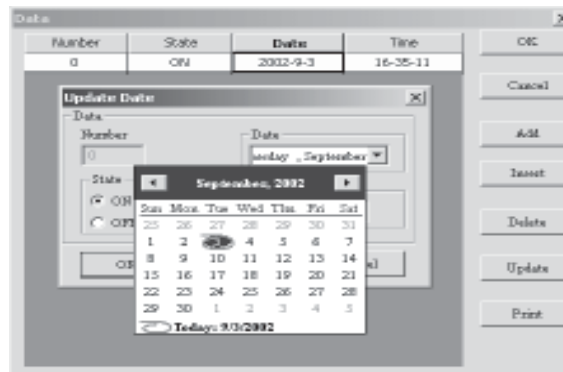 Data
Number State Date Time OK
0 ON 2002-9-3 16-35-11
Cancel
Update Date
Data
Number Date Add
0 , September
State Insert
September, 2002
ON
Sun Mon Tue Wed Thu Fri Sat
25 26 27 28 29 30 31
1 2 3 4 5 6 7
Delete
8 9 10 11 12 13 14
15 16 17 18 19 20 21
Update
22 23 24 25 26 27 28
29 30 1 2 3 4 5
Print
Today: 9/3/2002